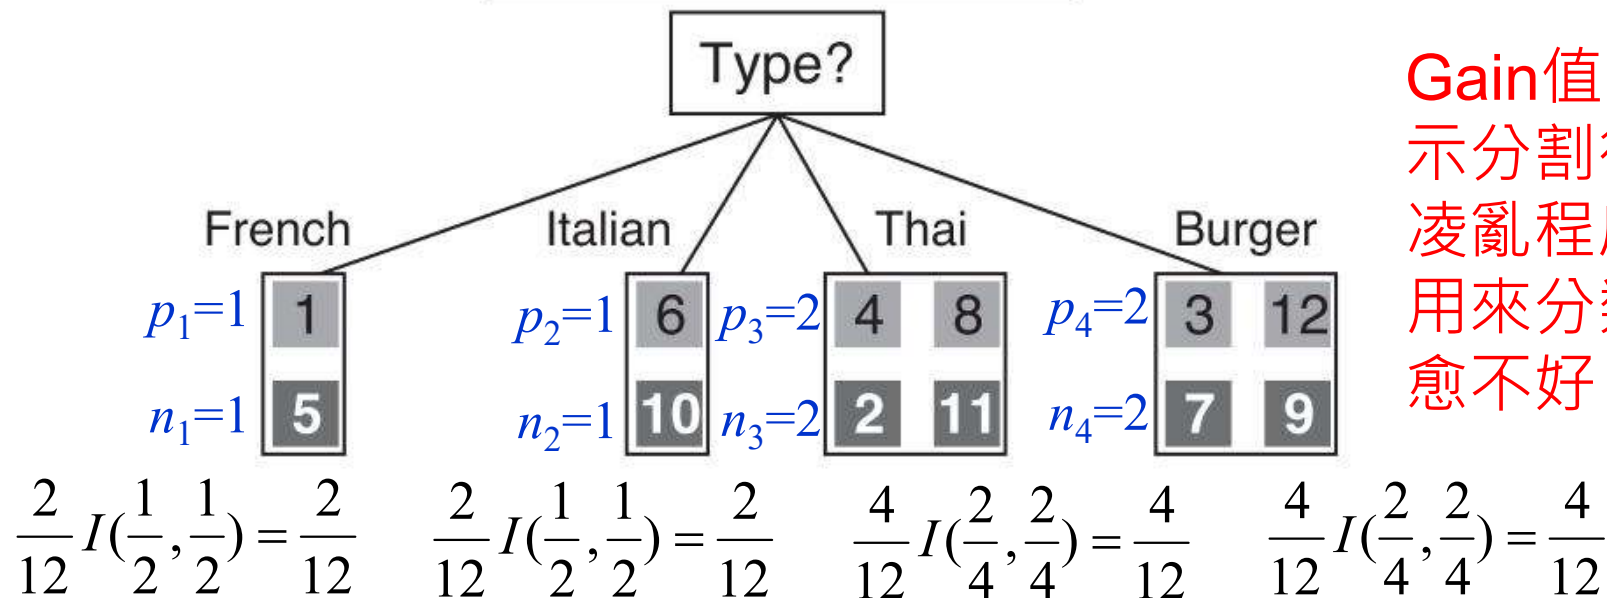 Type?
Gain值
示分割
凌亂程
用來分
愈不好
French Italian Thai Burger
p₁=1 1 p₂=1 6 p₃=2 4 8 p₄=2 3 12
n₁=1 5 n₂=1 10 n₃=2 2 11 n₄=2 7 9
2/12 I(1/2, 1/2) = 2/12 2/12 I(1/2, 1/2) = 2/12 4/12 I(2/4, 2/4) = 4/12 4/12 I(2/4, 2/4) = 4/12